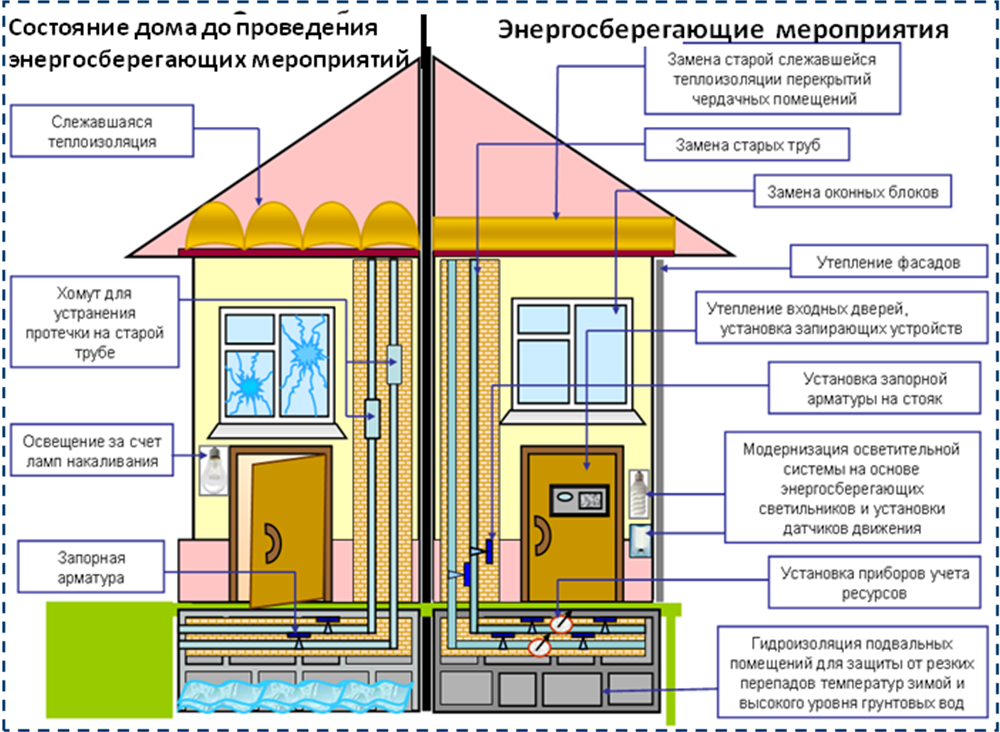 Состояние дома до проведения
энергосберегающих мероприятий
Слежавшаяся
теплоизоляция
Хомут для
устранения
протечки на старой
трубе
Освещение за счет
ламп накаливания
Запорная
арматура
Энергосберегающие мероприятия
Замена старой слежавшейся
теплоизоляции перекрытий
чердачных помещений
Замена старых труб
Замена оконных блоков
Утепление фасадов
Утепление входных дверей,
установка запирающих устройств
Установка запорной
арматуры на стояк
Модернизация осветительной
системы на основе
энергосберегающих
светильников и установки
датчиков движения
Установка приборов учета
ресурсов
Гидроизоляция подвальных
помещений для защиты от резких
перепадов температур зимой и
высокого уровня грунтовых вод